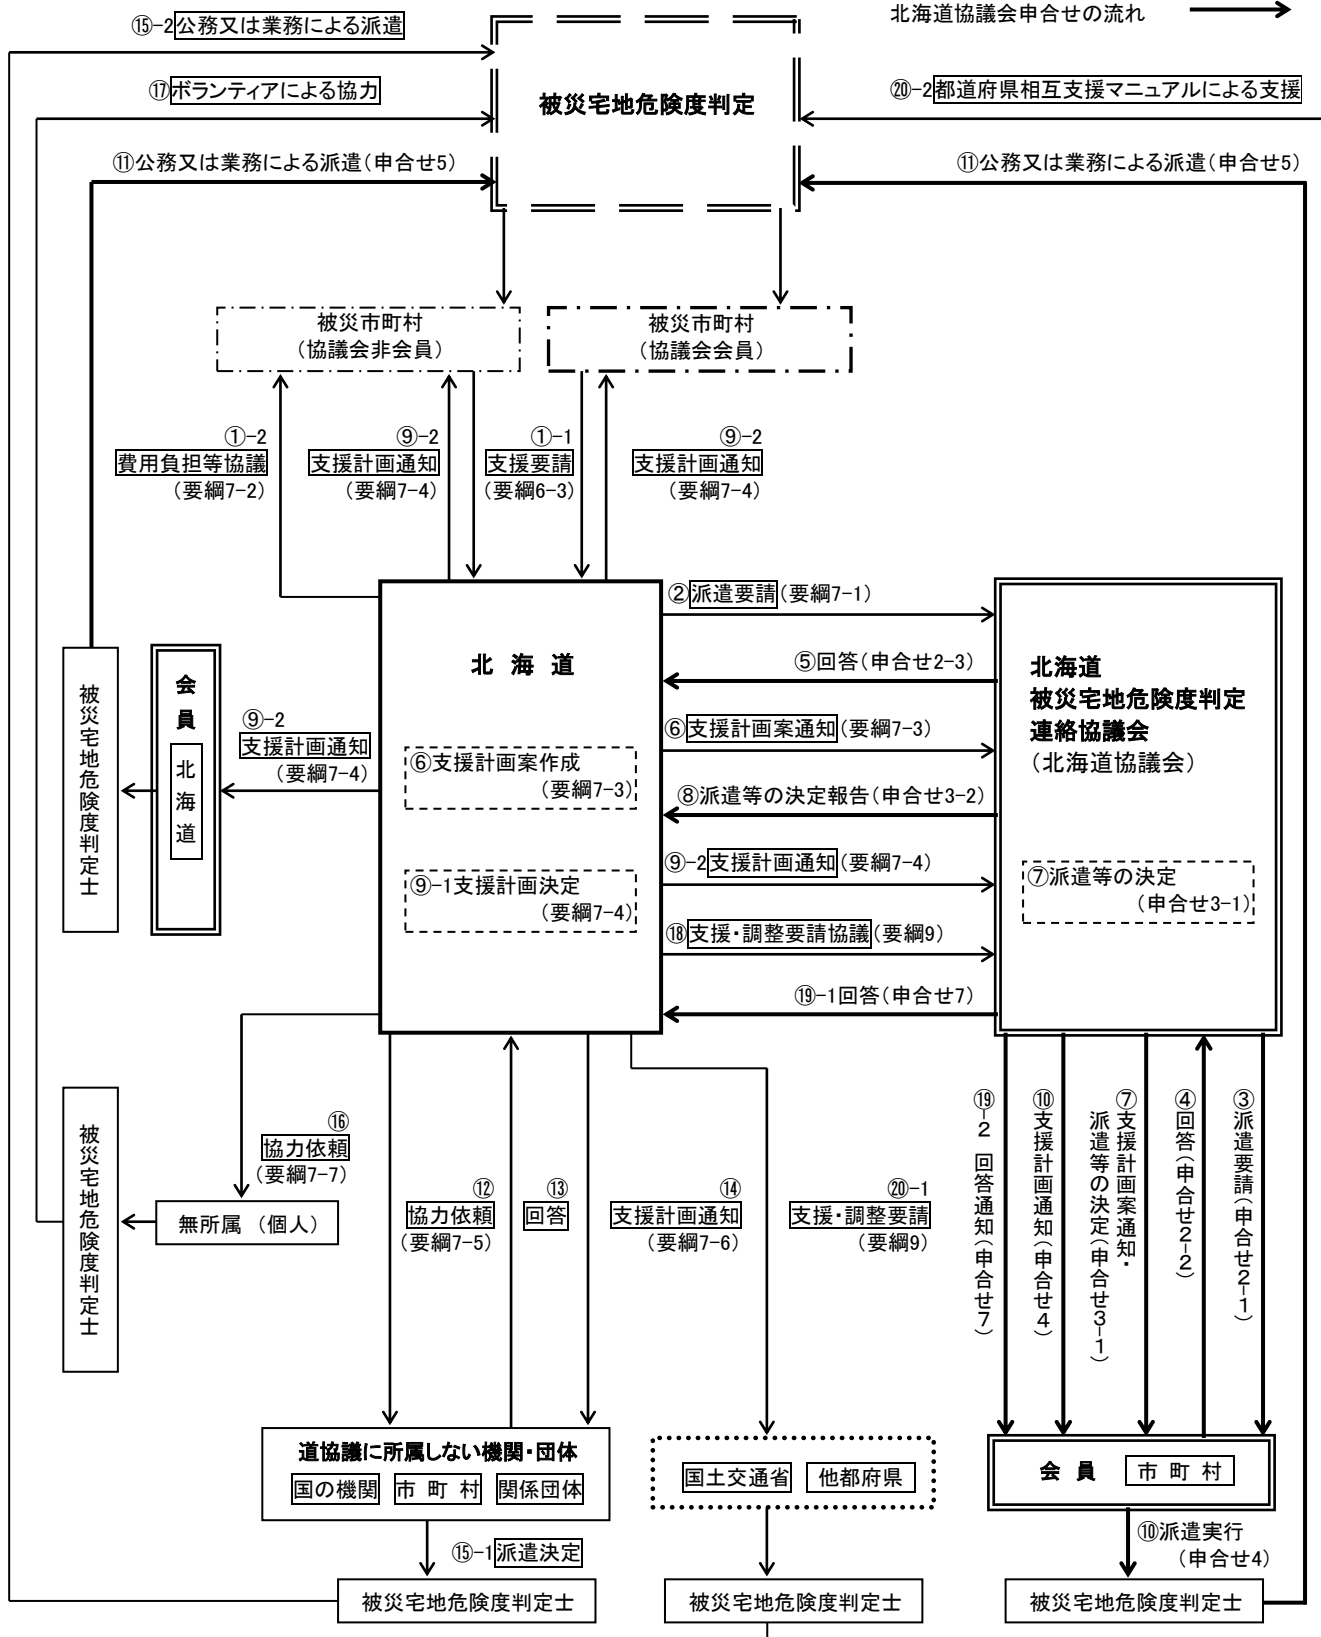 北海道協議会申合せの流れ
⑮-2公務又は業務による派遣
⑰ボランティアによる協力
被災宅地危険度判定
⑳-2都道府県相互支援マニュアルによる支援
⑪公務又は業務による派遣(申合せ5)
⑪公務又は業務による派遣(申合せ5)
被災市町村
(協議会非会員)
被災市町村
(協議会会員)
①-2
費用負担等協議
(要綱7-2)
⑨-2
支援計画通知
(要綱7-4)
①-1
支援要請
(要綱6-3)
⑨-2
支援計画通知
(要綱7-4)
北 海 道
⑥支援計画案作成
(要綱7-3)
⑨-1支援計画決定
(要綱7-4)
②派遣要請(要綱7-1)
⑤回答(申合せ2-3)
⑥支援計画案通知(要綱7-3)
⑧派遣等の決定報告(申合せ3-2)
⑨-2支援計画通知(要綱7-4)
⑱支援・調整要請協議(要綱9)
⑲-1回答(申合せ7)
北海道
被災宅地危険度判定
連絡協議会
(北海道協議会)
⑦派遣等の決定
(申合せ3-1)
被災宅地危険度判定士
会員
北海道
⑨-2
支援計画通知
(要綱7-4)
被災宅地危険度判定士
⑯
協力依頼
(要綱7-7)
無所属 (個人)
⑫
協力依頼
(要綱7-5)
⑬
回答
⑭
支援計画通知
(要綱7-6)
⑳-1
支援・調整要請
(要綱9)
⑲-2 回答通知(申合せ7)
⑩支援計画通知(申合せ4)
⑦支援計画案通知・
派遣等の決定(申合せ3-1)
④回答(申合せ2-2)
③派遣要請(申合せ2-1)
道協議に所属しない機関・団体
国の機関 市 町 村 関係団体
国土交通省 他都府県
会 員 市 町 村
⑮-1派遣決定
⑩派遣実行
(申合せ4)
被災宅地危険度判定士
被災宅地危険度判定士
被災宅地危険度判定士